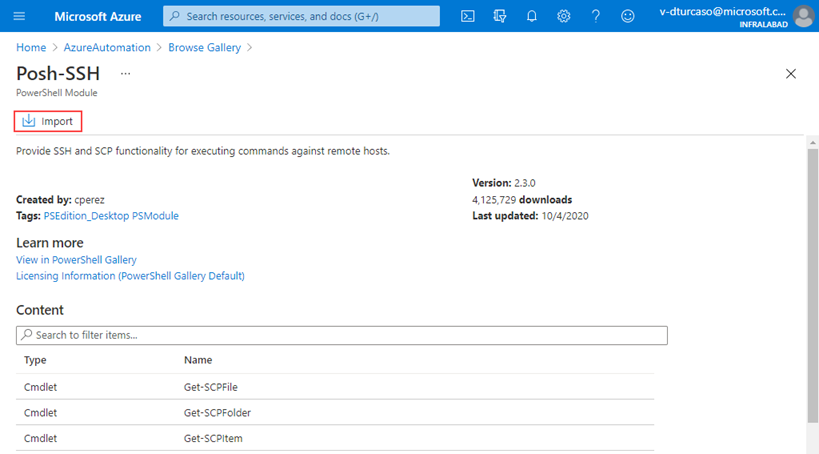 Microsoft Azure
Search resources, services, and docs (G+/)
v-dturcaso@microsoft.c...
INFRALABAD
Home > AzureAutomation > Browse Gallery >
Posh-SSH ...
PowerShell Module
Import
Provide SSH and SCP functionality for executing commands against remote hosts.
Version: 2.3.0
Created by: cperez
4,125,729 downloads
Tags: PSEdition_Desktop PSModule
Last updated: 10/4/2020
Learn more
View in PowerShell Gallery
Licensing Information (PowerShell Gallery Default)
Content
Search to filter items...
Type Name
Cmdlet Get-SCPFile
Cmdlet Get-SCPFolder
Cmdlet Get-SCPItem